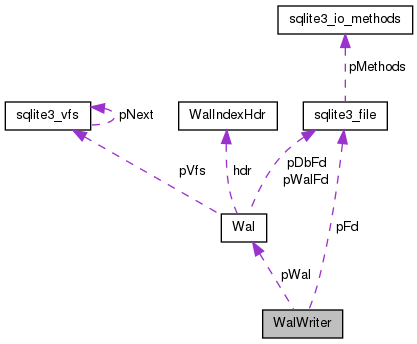 sqlite3_io_methods
pMethods
sqlite3_vfs
pNext
WalIndexHdr
sqlite3_file
pVfs
hdr
pDbFd
pWalFd
Wal
pFd
pWal
WalWriter